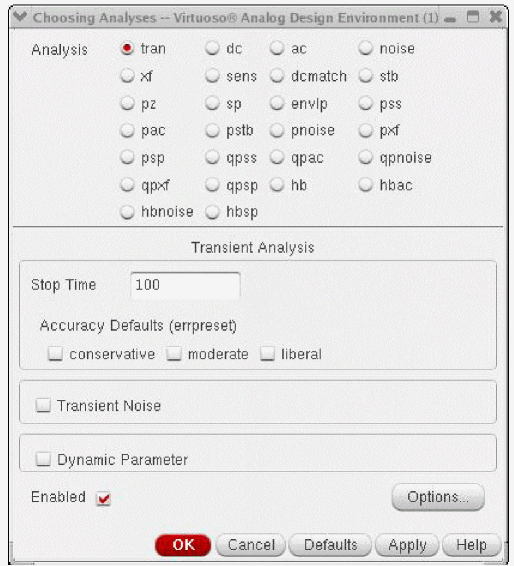 Choosing Analyses -- Virtuoso® Analog Design Environment (1)
Analysis tran dc ac noise
xf sens dcmatch stb
pz sp envlp pss
pac pstb pnoise pxf
psp qpss qpac qpnoise
qpxf qpsp hb hbac
hbnoise hbsp
Transient Analysis
Stop Time 100
Accuracy Defaults (errpreset)
conservative moderate liberal
Transient Noise
Dynamic Parameter
Enabled Options...
OK Cancel Defaults Apply Help